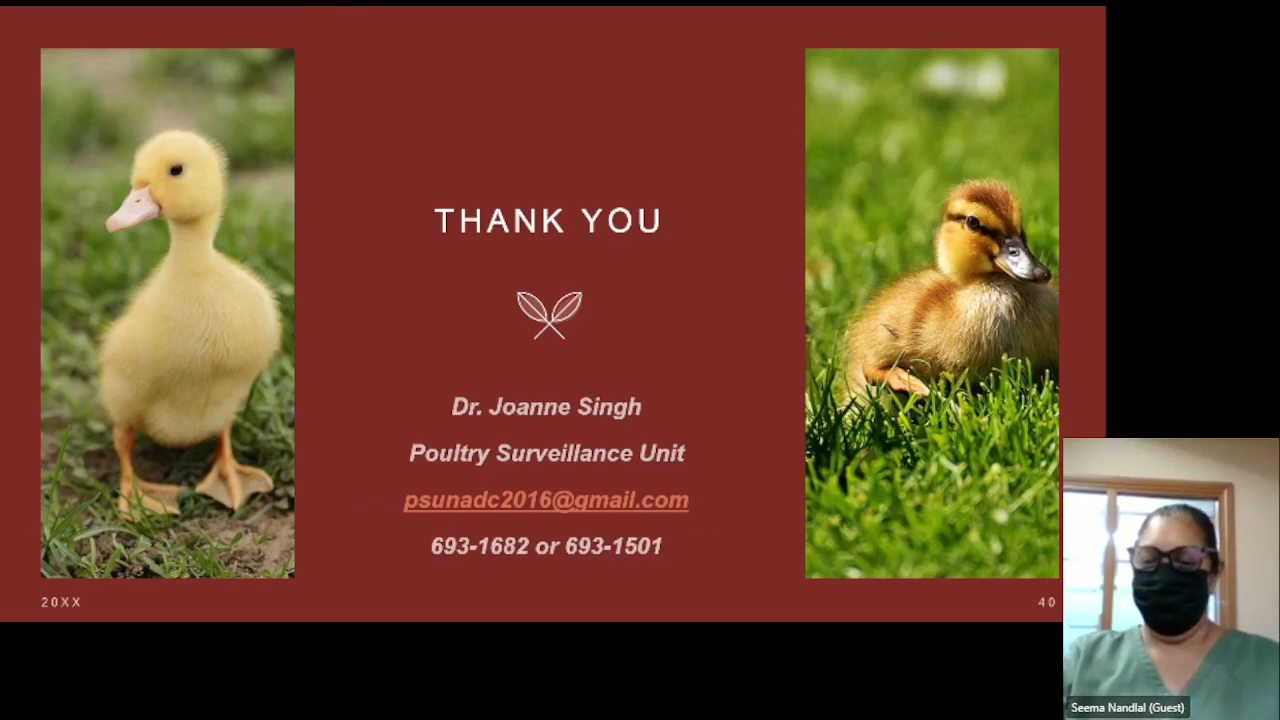 THANK YOU
Dr. Joanne Singh
Poultry Surveillance Unit
psunadc2016@gmail.com
693-1682 or 693-1501
20XX
40
Seema Nandlal (Guest)